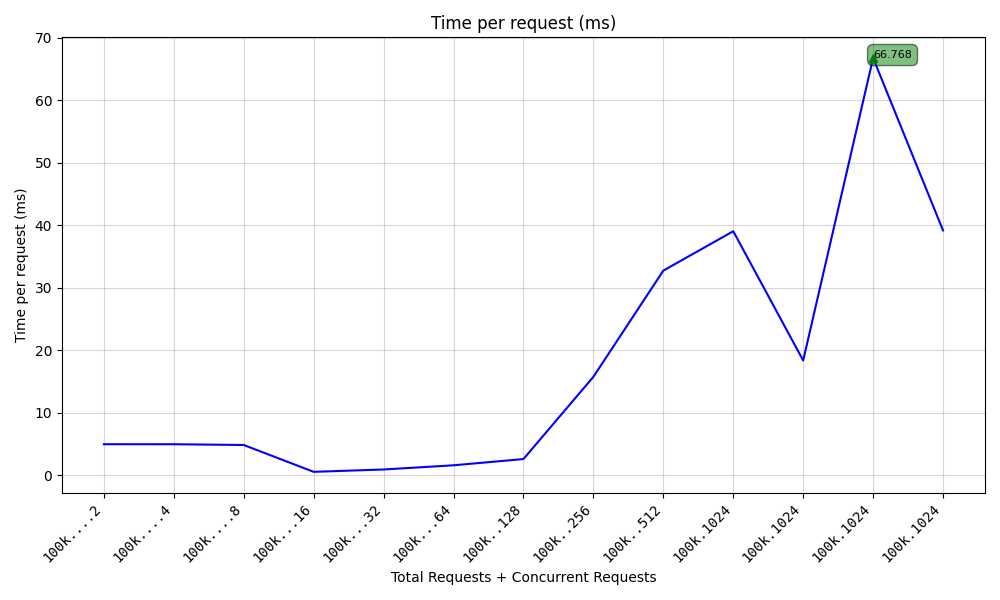 Time per request (ms)
70
66.768
60
50
40
30
20
10
0
Time per request (ms)
100k....2
100k....4
100k....8
100k...16
100k...32
100k...64
100k..128
100k..256
100k..512
100k.1024
100k.1024
100k.1024
100k.1024
Total Requests + Concurrent Requests